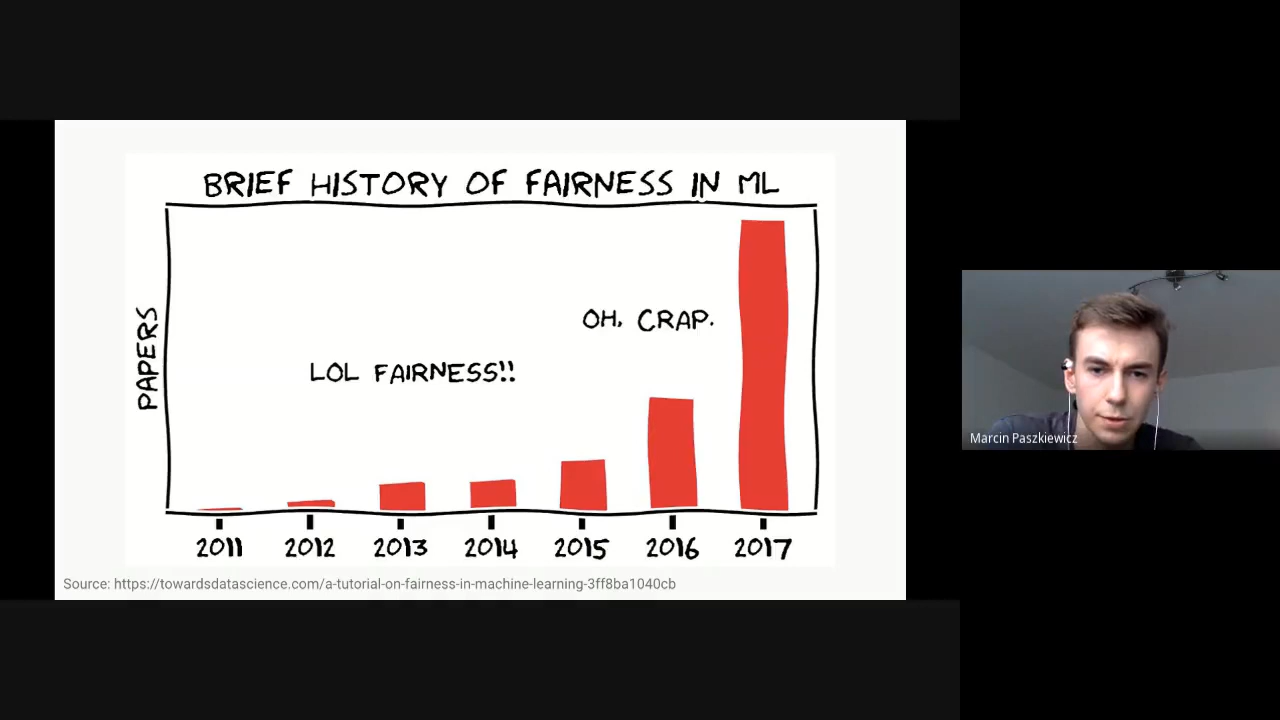 BRIEF HISTORY OF FAIRNESS IN ML
PAPERS
OH, CRAP.
LOL FAIRNESS!!
2011 2012 2013 2014 2015 2016 2017
Source: https://towardsdatascience.com/a-tutorial-on-fairness-in-machine-learning-3ff8ba1040cb
Marcin Paszkiewicz